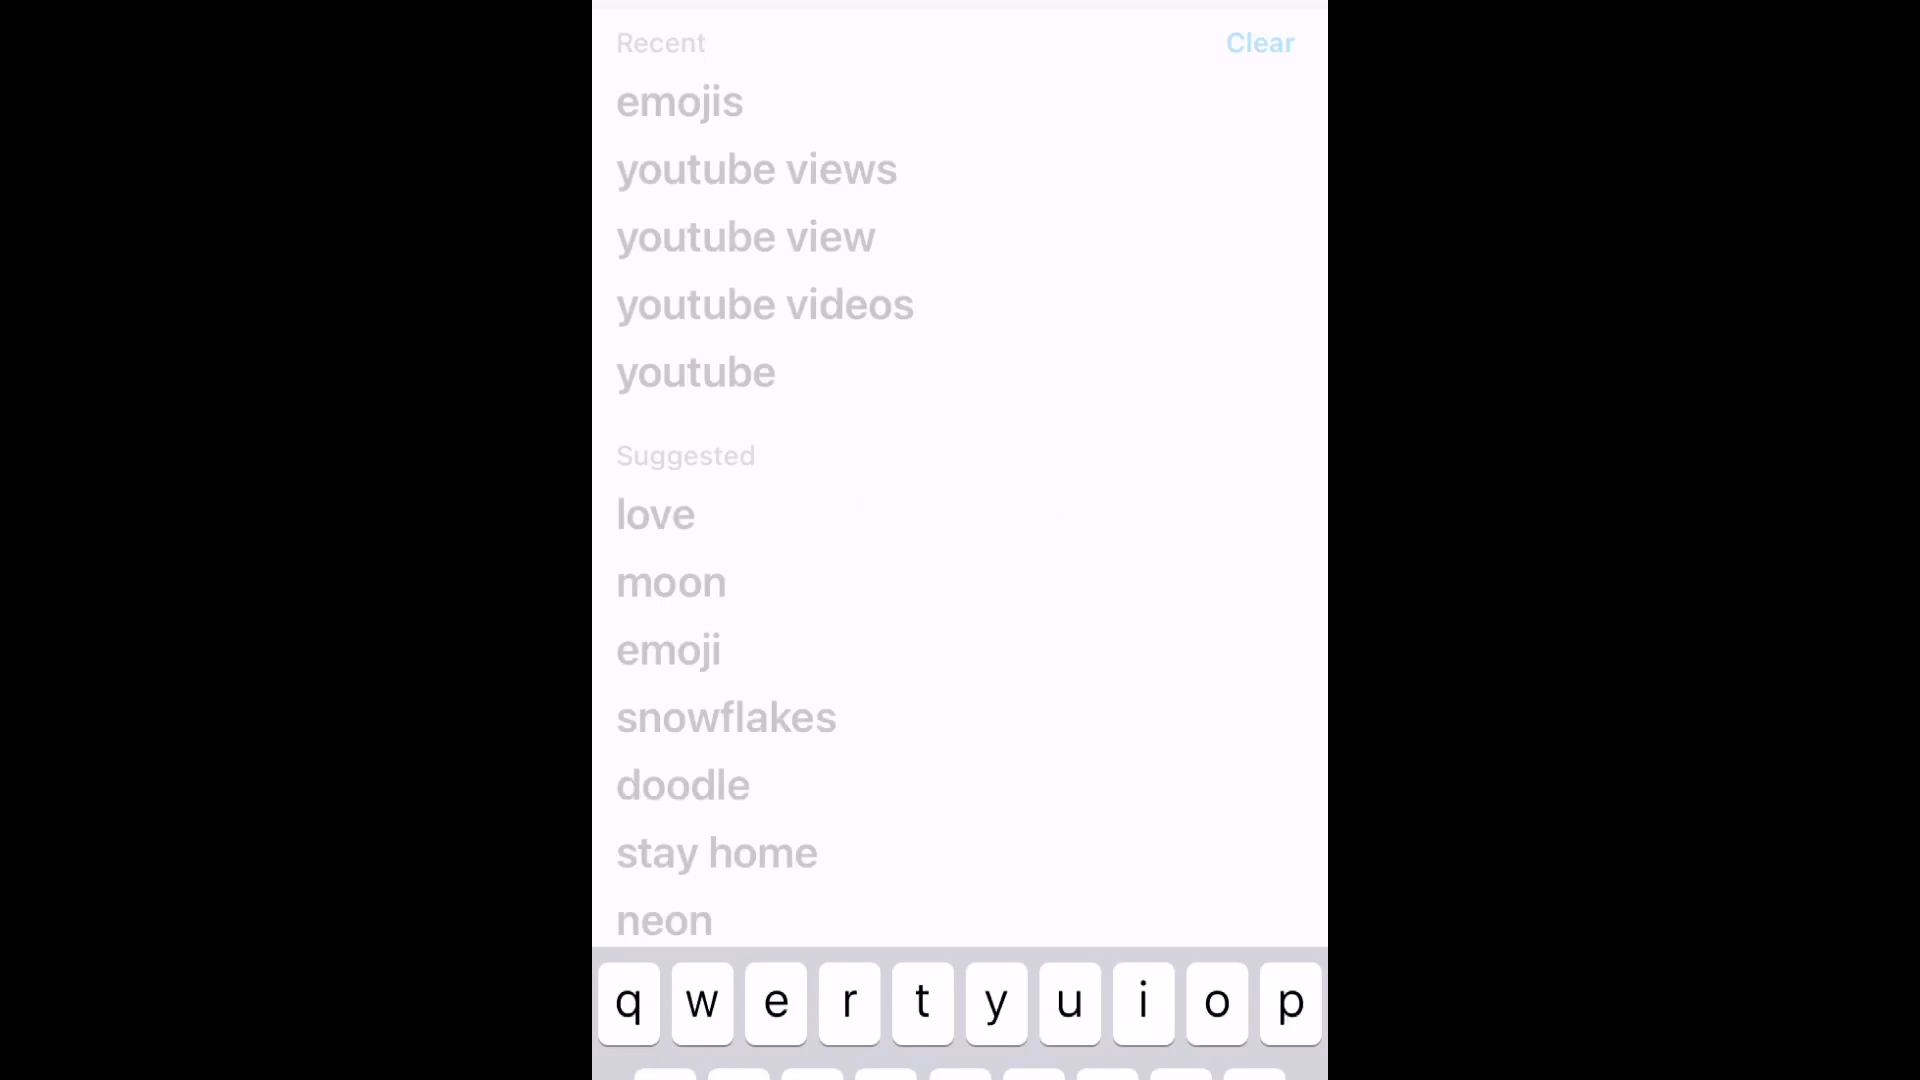 Recent Clear
emojis
youtube views
youtube view
youtube videos
youtube
Suggested
love
moon
emoji
snowflakes
doodle
stay home
neon
q w e r t y u i o p